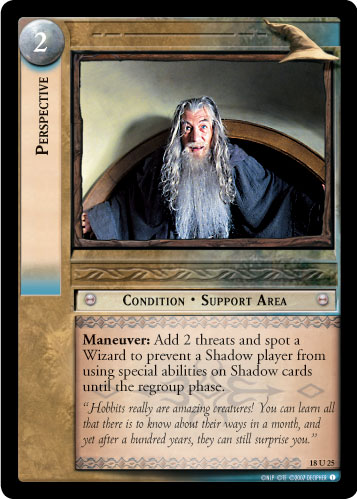 2
PERSPECTIVE
CONDITION • SUPPORT AREA
Maneuver: Add 2 threats and spot a
Wizard to prevent a Shadow player from
using special abilities on Shadow cards
until the regroup phase.
“Hobbits really are amazing creatures! You can learn all
that there is to know about their ways in a month, and
yet after a hundred years, they can still surprise you.”
18 U 25